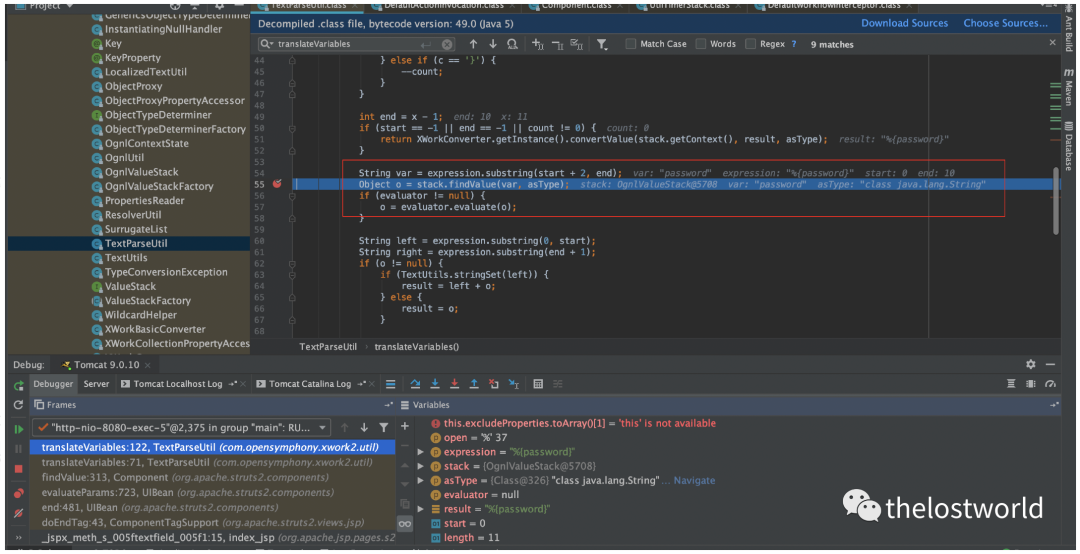 Project
TextParseUtil.class
DefaultActionInvocation.class
Component.class
UtilTimerStack.class
DefaultWorkflowInterceptor.class
GenericsObjectTypeDeterminer
InstantiatingNullHandler
Key
KeyProperty
LocalizedTextUtil
ObjectProxy
ObjectProxyPropertyAccessor
ObjectTypeDeterminer
ObjectTypeDeterminerFactory
OgnlContextState
OgnlUtil
OgnlValueStack
OgnlValueStackFactory
PropertiesReader
ResolverUtil
SurrugateList
TextParseUtil
TextUtils
TypeConversionException
ValueStack
ValueStackFactory
WildcardHelper
XWorkBasicConverter
XWorkCollectionPropertyAcces
Decompiled .class file, bytecode version: 49.0 (Java 5) Download Sources Choose Sources...
translateVariables Match Case Words Regex ? 9 matches
44 } else if (c == '}') {
45 --count;
46 }
47 }
48
49 int end = x - 1; end: 10 x: 11
50 if (start == -1 || end == -1 || count != 0) { count: 0
51 return XWorkConverter.getInstance().convertValue(stack.getContext(), result, asType); result: "%{password}"
52 }
53
54 String var = expression.substring(start + 2, end); var: "password" expression: "%{password}" start: 0 end: 10
55 Object o = stack.findValue(var, asType); stack: OgnlValueStack@5708 var: "password" asType: "class java.lang.String"
56 if (evaluator != null) {
57 o = evaluator.evaluate(o);
58 }
59
60 String left = expression.substring(0, start);
61 String right = expression.substring(end + 1);
62 if (o != null) {
63 if (TextUtils.stringSet(left)) {
64 result = left + o;
65 } else {
66 result = o;
67 }
68
TextParseUtil › translateVariables()
Ant Build
Maven
Database
Debug: Tomcat 9.0.10 ×
Debugger Server Tomcat Localhost Log Tomcat Catalina Log
Frames
"http-nio-8080-exec-5"@2,375 in group "main": RU...
translateVariables:122, TextParseUtil (com.opensymphony.xwork2.util)
translateVariables:71, TextParseUtil (com.opensymphony.xwork2.util)
findValue:313, Component (org.apache.struts2.components)
evaluateParams:723, UIBean (org.apache.struts2.components)
end:481, UIBean (org.apache.struts2.components)
doEndTag:43, ComponentTagSupport (org.apache.struts2.views.jsp)
_jspx_meth_s_005ftextfield_005f1:15, index_jsp (org.apache.jsp.pages.s2
Variables
this.excludeProperties.toArray()[1] = 'this' is not available
open = '%' 37
expression = "%{password}"
stack = {OgnlValueStack@5708}
asType = {Class@326} "class java.lang.String"... Navigate
evaluator = null
result = "%{password}"
start = 0
length = 11
thelostworld